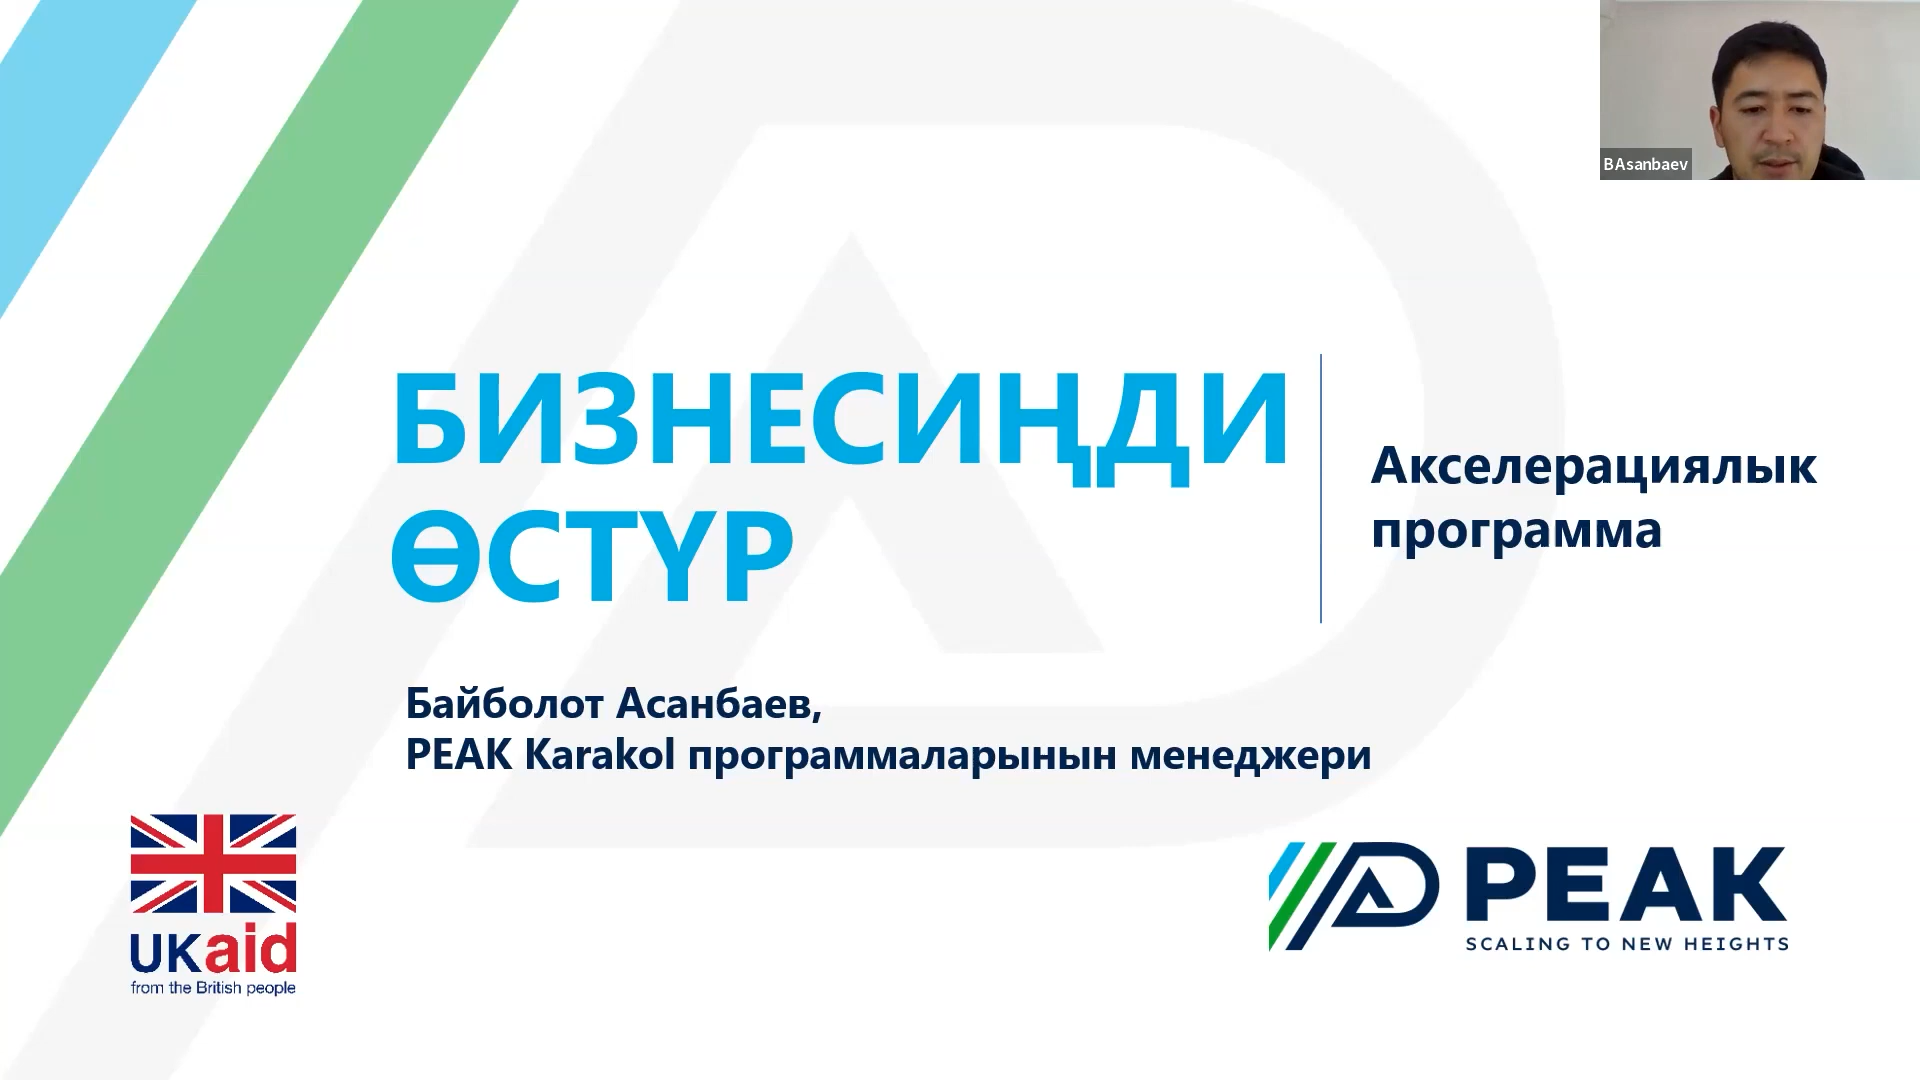 BAsanbaev
БИЗНЕСИҢДИ
ӨСТҮР
Акселерациялык
программа
Байболот Асанбаев,
PEAK Karakol программаларынын менеджери
UKaid
from the British people
PEAK
SCALING TO NEW HEIGHTS